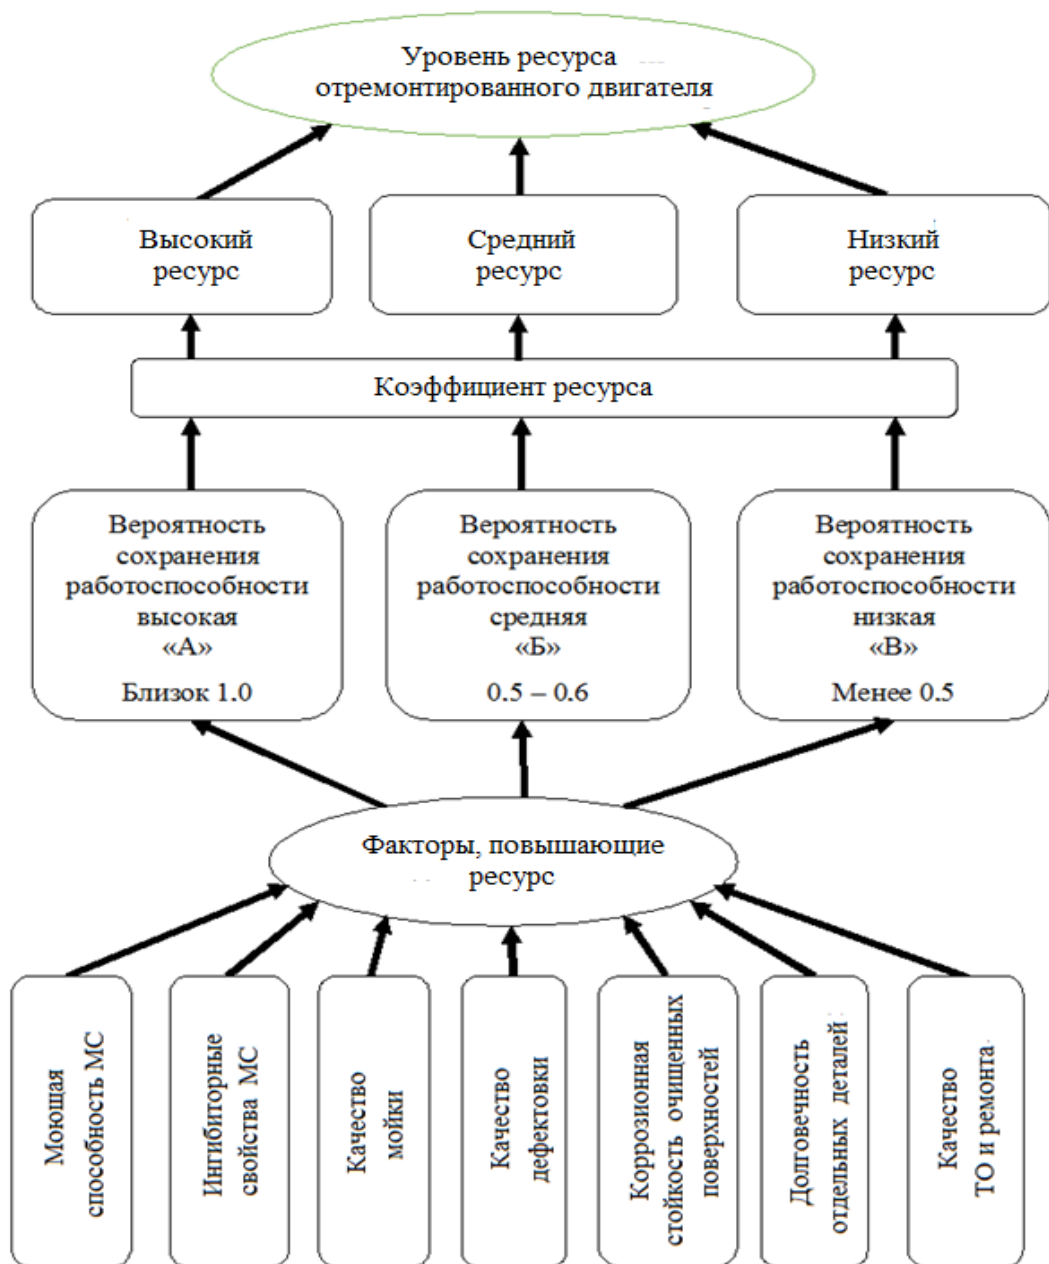 Уровень ресурса
отремонтированного двигателя
Высокий
ресурс
Средний
ресурс
Низкий
ресурс
Коэффициент ресурса
Вероятность
сохранения
работоспособности
высокая
«А»
Близок 1.0
Вероятность
сохранения
работоспособности
средняя
«Б»
0.5 – 0.6
Вероятность
сохранения
работоспособности
низкая
«В»
Менее 0.5
Факторы, повышающие
ресурс
Моющая
способность МС
Ингибиторные
свойства МС
Качество
мойки
Качество
дефектовки
Коррозионная
стойкость очищенных
поверхностей
Долговечность
отдельных деталей
Качество
ТО и ремонта